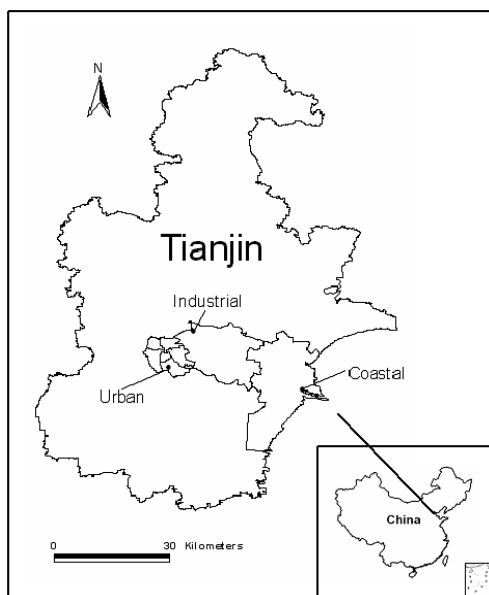 N
Tianjin
Industrial
Urban
Coastal
0 30 Kilometers
China